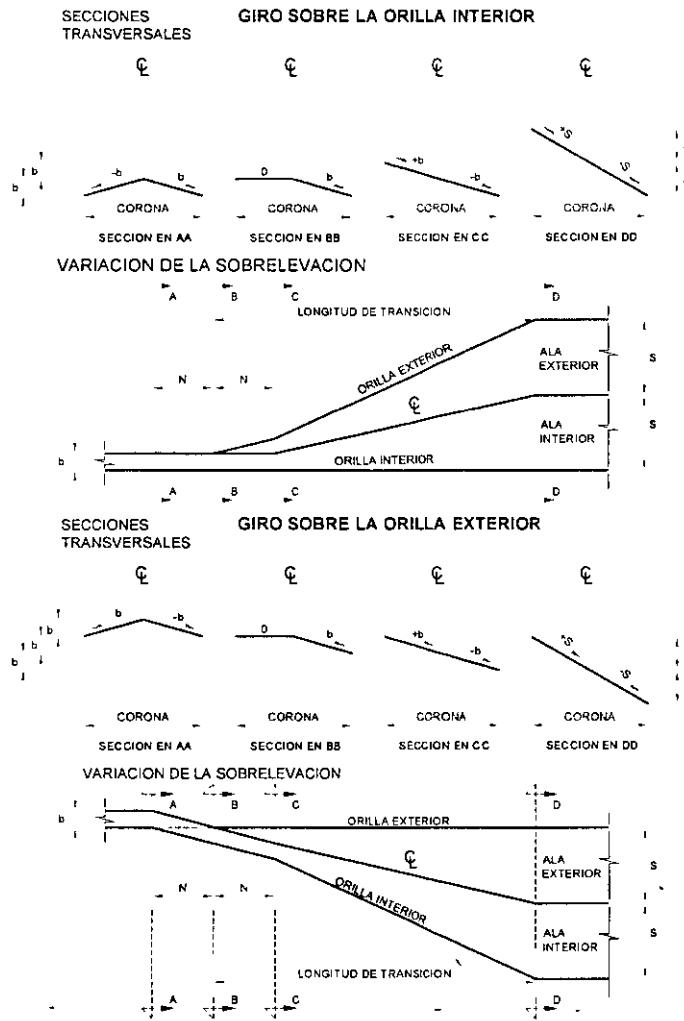 SECCIONES TRANSVERSALES
GIRO SOBRE LA ORILLA INTERIOR
℄ ℄ ℄ ℄
b b -b b
D b
+b -b
+S -S
CORONA CORONA CORONA CORONA
SECCION EN AA SECCION EN BB SECCION EN CC SECCION EN DD
VARIACION DE LA SOBRELEVACION
A B C D
LONGITUD DE TRANSICION
N N
ORILLA EXTERIOR
℄
ALA EXTERIOR
S
ALA INTERIOR
S
b
ORILLA INTERIOR
A B C D
SECCIONES TRANSVERSALES
GIRO SOBRE LA ORILLA EXTERIOR
℄ ℄ ℄ ℄
b b b -b
D b
+b -b
+S -S
CORONA CORONA CORONA CORONA
SECCION EN AA SECCION EN BB SECCION EN CC SECCION EN DD
VARIACION DE LA SOBRELEVACION
A B C D
b
ORILLA EXTERIOR
℄
ALA EXTERIOR
S
N N
ORILLA INTERIOR
ALA INTERIOR
S
LONGITUD DE TRANSICION
A B C D